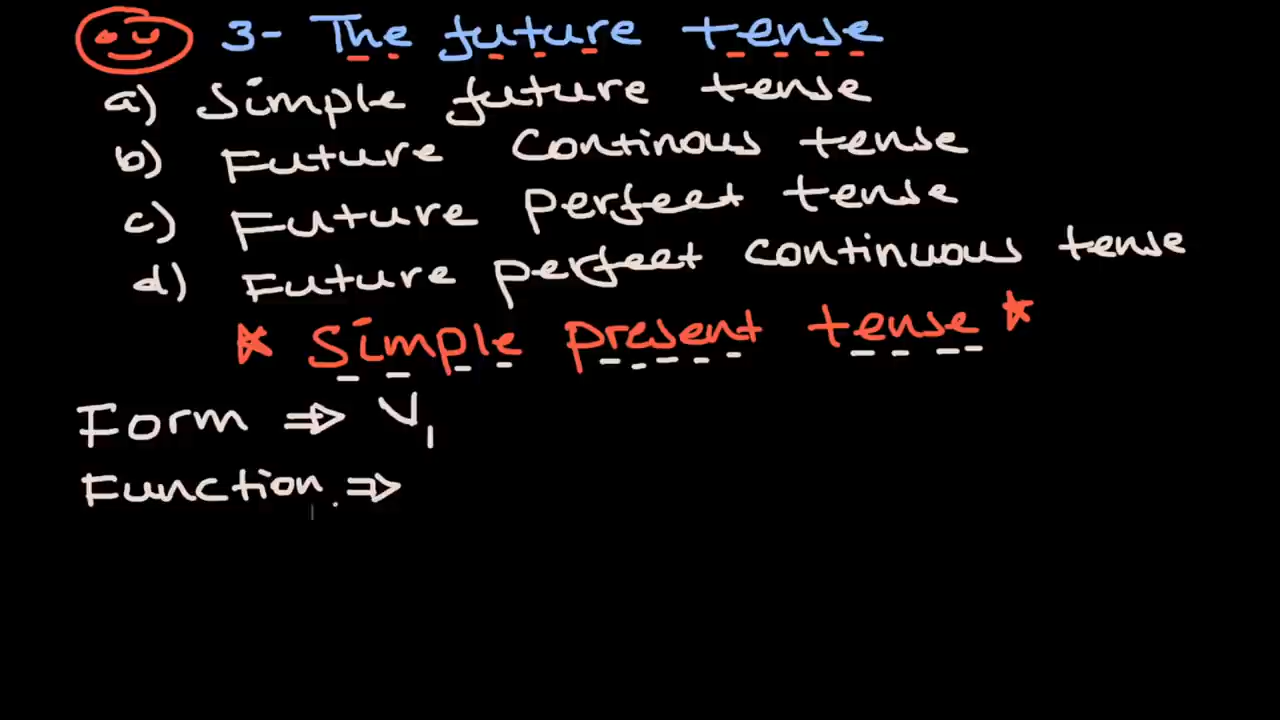 3- The future tense
a) Simple future tense
b) Future Continous tense
c) Future perfect tense
d) Future perfect continuous tense
* Simple present tense *
Form ⇒ V₁
Function ⇒